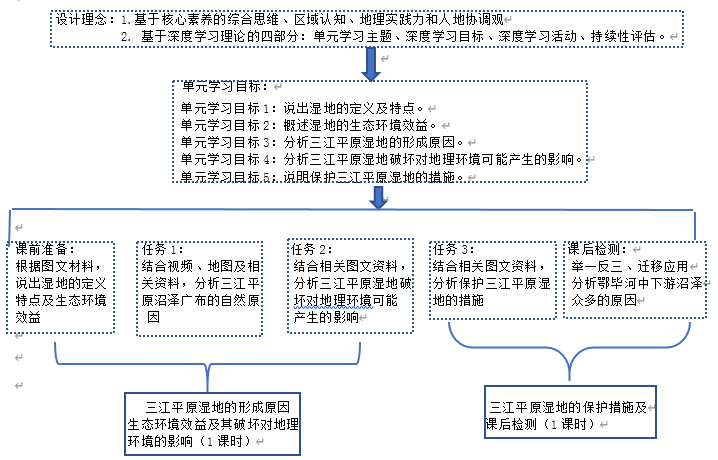 设计理念：1.基于核心素养的综合思维、区域认知、地理实践力和人地协调观
2. 基于深度学习理论的四部分：单元学习主题、深度学习目标、深度学习活动、持续性评估。
单元学习目标：
单元学习目标1：说出湿地的定义及特点。
单元学习目标2：概述湿地的生态环境效益。
单元学习目标3：分析三江平原湿地的形成原因。
单元学习目标4：分析三江平原湿地破坏对地理环境可能产生的影响。
单元学习目标5：说明保护三江平原湿地的措施。
课前准备：
根据图文材料，
说出湿地的定义
特点及生态环境
效益
任务1：
结合视频、地图及相
关资料，分析三江平
原沼泽广布的自然原
因
任务2：
结合相关图文资料，
分析三江平原湿地破
坏对地理环境可能
产生的影响
任务3：
结合相关图文资料，
分析保护三江平原湿
地的措施
课后检测：
举一反三、迁移应用
分析鄂毕河中下游沼泽
众多的原因
三江平原湿地的形成原因
生态环境效益及其破坏对地理
环境的影响（1课时）
三江平原湿地的保护措施及
课后检测（1课时）